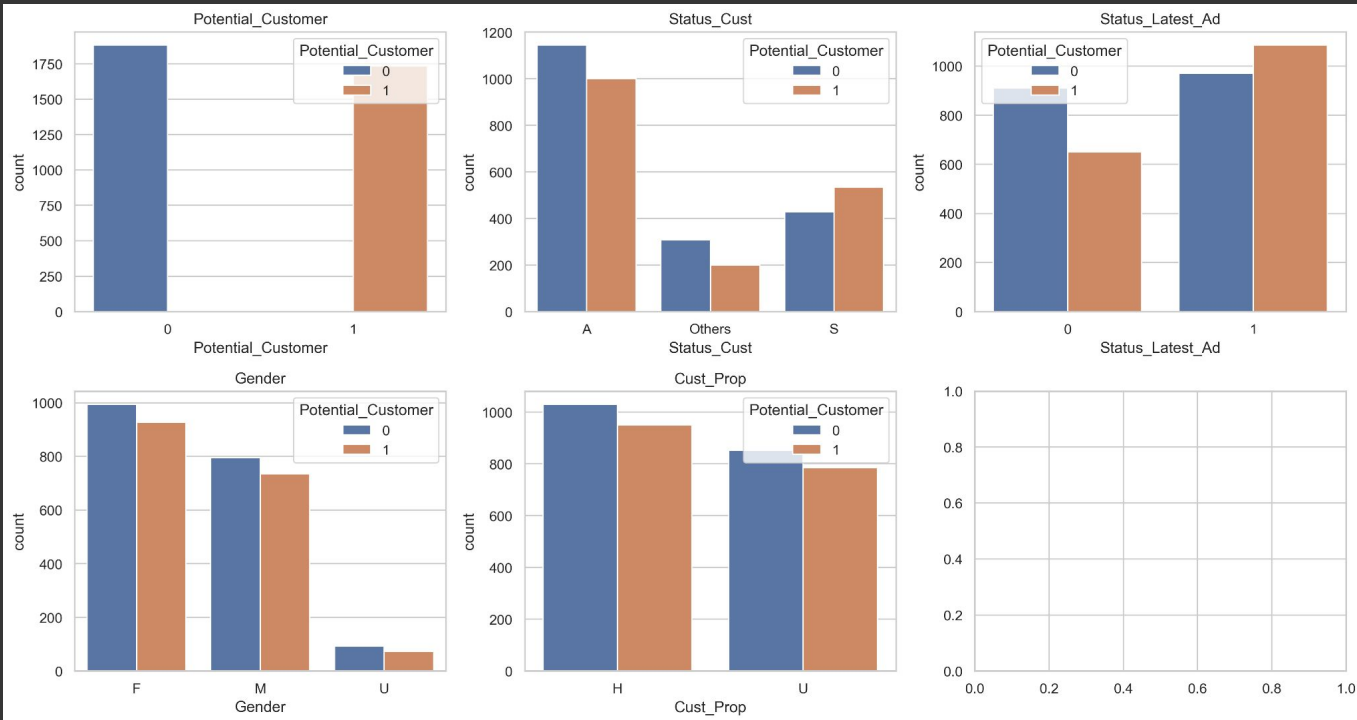 Potential_Customer
Potential_Customer
0
1
1750
1500
1250
1000
750
500
250
0
count
0 1
Potential_Customer
Status_Cust
Potential_Customer
0
1
1200
1000
800
600
400
200
0
count
A Others S
Status_Cust
Status_Latest_Ad
Potential_Customer
0
1
1000
800
600
400
200
0
count
0 1
Status_Latest_Ad
Gender
Potential_Customer
0
1
1000
800
600
400
200
0
count
F M U
Gender
Cust_Prop
Potential_Customer
0
1
1000
800
600
400
200
0
count
H U
Cust_Prop
1.0
0.8
0.6
0.4
0.2
0.0
0.0 0.2 0.4 0.6 0.8 1.0